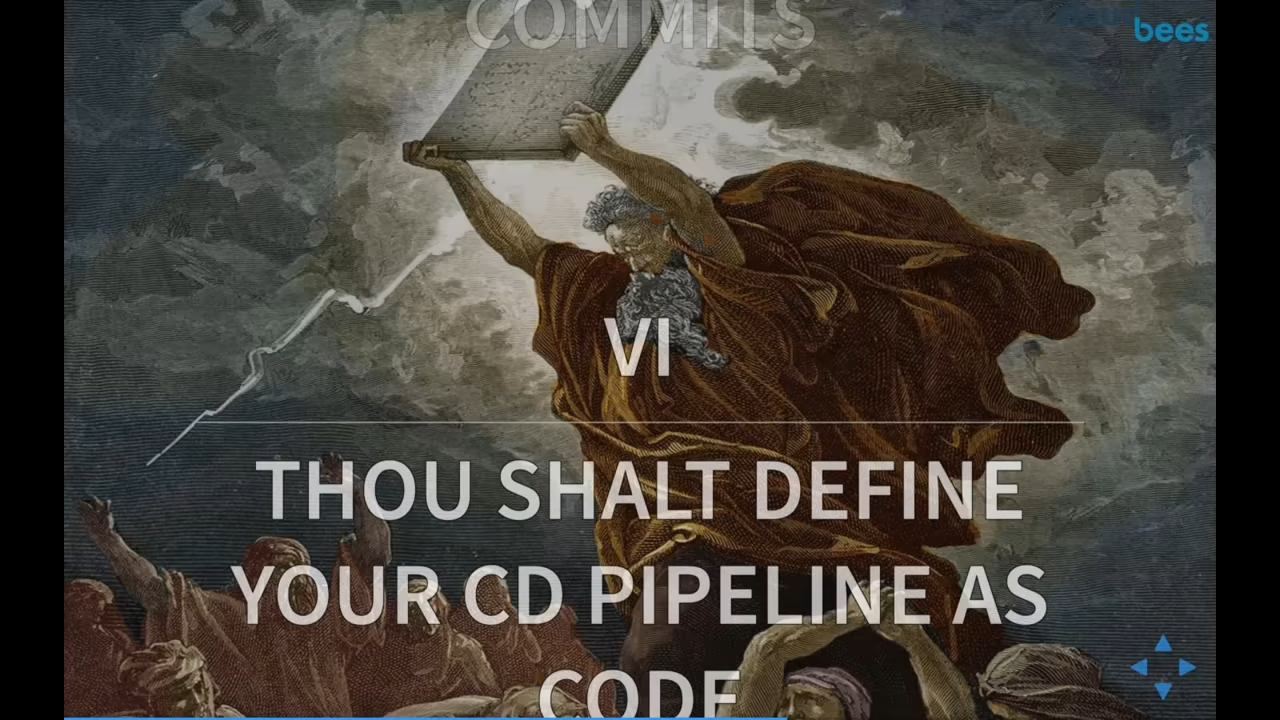 COMMITS
bees
VI
THOU SHALT DEFINE
YOUR CD PIPELINE AS
CODE